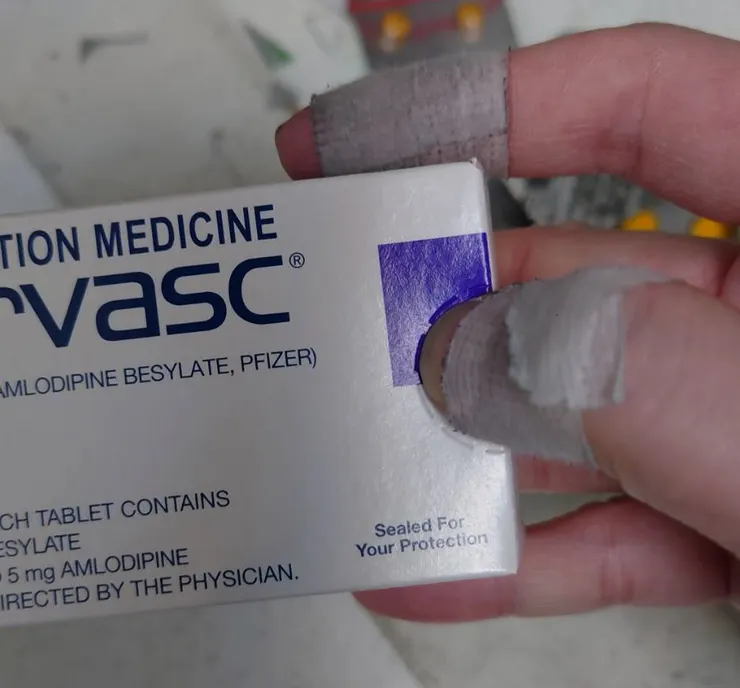 TION MEDICINE
rvasc®
AMLODIPINE BESYLATE, PFIZER)
CH TABLET CONTAINS
ESYLATE
5 mg AMLODIPINE
IRECTED BY THE PHYSICIAN.
Sealed For
Your Protection